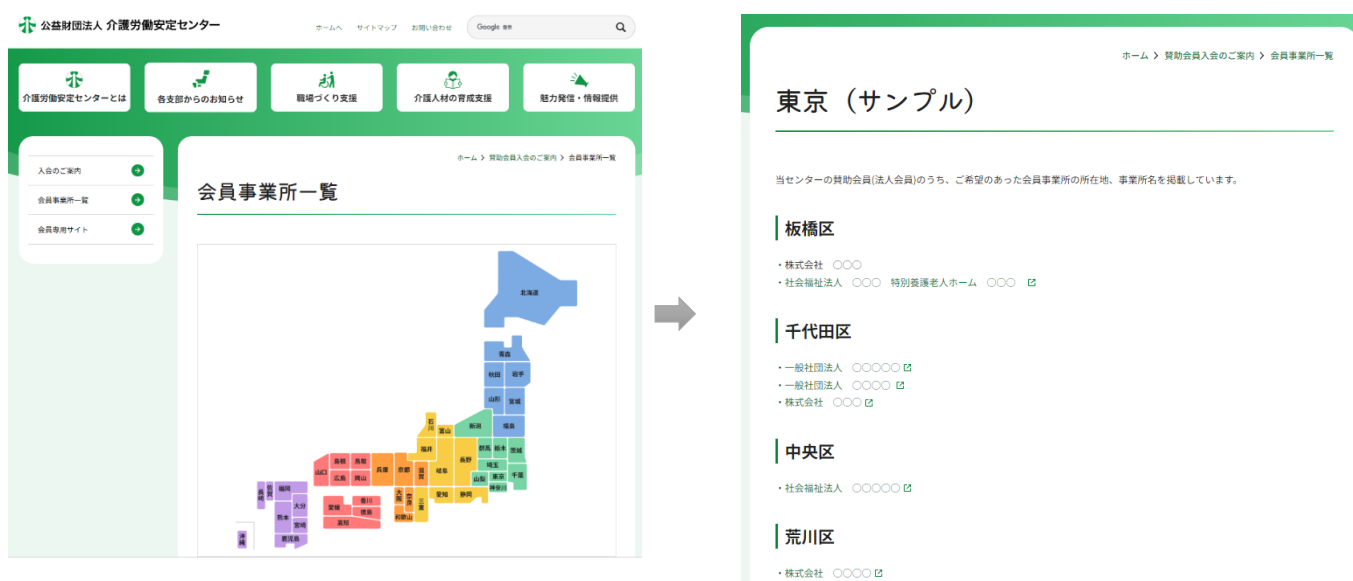 公益財団法人 介護労働安定センター
ホームへ サイトマップ お問い合わせ Google 検索
介護労働安定センターとは 各支部からのお知らせ 職場づくり支援 介護人材の育成支援 魅力発信・情報提供
入会のご案内
会員事業所一覧
会員専用サイト
ホーム > 賛助会員入会のご案内 > 会員事業所一覧
会員事業所一覧
北海道
青森
秋田 岩手
山形 宮城
石川 富山 新潟 福島
福井 岐阜 長野 群馬 栃木 茨城
埼玉
山梨 東京 千葉
神奈川
山口 島根 鳥取 兵庫 京都 滋賀
広島 岡山
大阪 奈良 三重 愛知 静岡
和歌山
愛媛 香川
徳島
高知
長崎 佐賀 福岡
大分
熊本 宮崎
鹿児島
沖縄
ホーム > 賛助会員入会のご案内 > 会員事業所一覧
東京（サンプル）
当センターの賛助会員(法人会員)のうち、ご希望のあった会員事業所の所在地、事業所名を掲載しています。
板橋区
・株式会社 〇〇〇
・社会福祉法人 〇〇〇 特別養護老人ホーム 〇〇〇
千代田区
・一般社団法人 〇〇〇〇〇
・一般社団法人 〇〇〇〇
・株式会社 〇〇〇
中央区
・社会福祉法人 〇〇〇〇〇
荒川区
・株式会社 〇〇〇〇